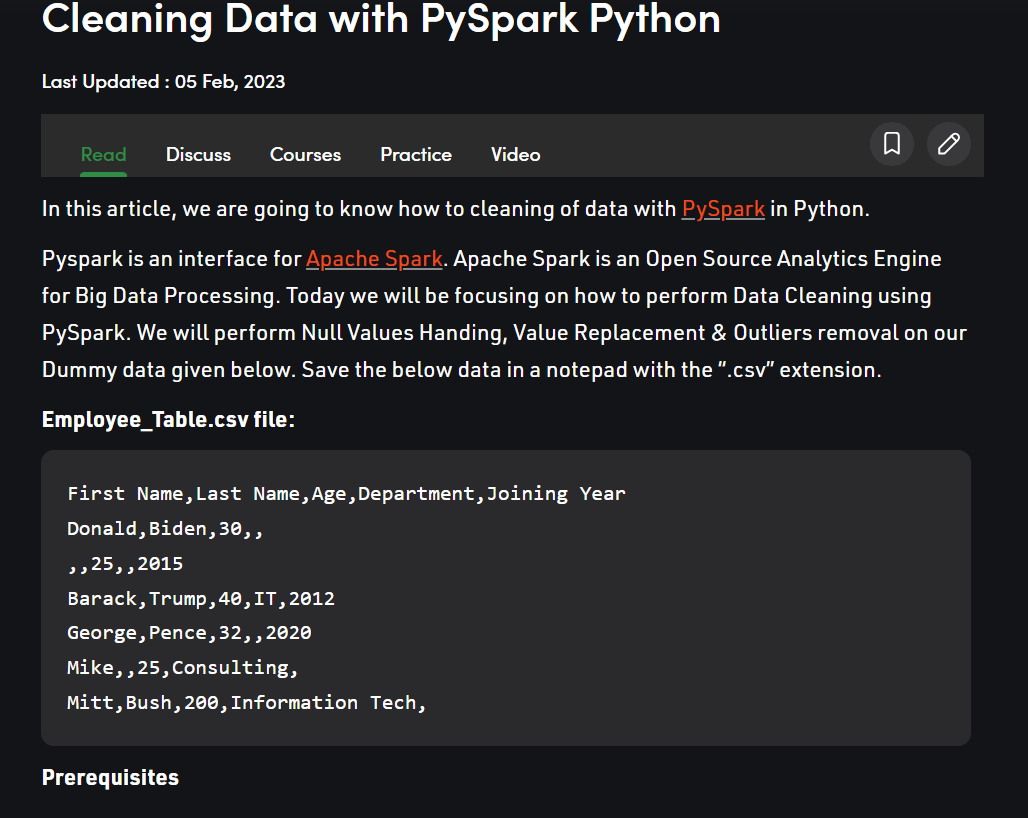 Cleaning Data with PySpark Python
Last Updated : 05 Feb, 2023
Read Discuss Courses Practice Video
In this article, we are going to know how to cleaning of data with PySpark in Python.
Pyspark is an interface for Apache Spark. Apache Spark is an Open Source Analytics Engine
for Big Data Processing. Today we will be focusing on how to perform Data Cleaning using
PySpark. We will perform Null Values Handing, Value Replacement & Outliers removal on our
Dummy data given below. Save the below data in a notepad with the “.csv” extension.
Employee_Table.csv file:
First Name,Last Name,Age,Department,Joining Year
Donald,Biden,30,,
,,25,,2015
Barack,Trump,40,IT,2012
George,Pence,32,,2020
Mike,,25,Consulting,
Mitt,Bush,200,Information Tech,
Prerequisites